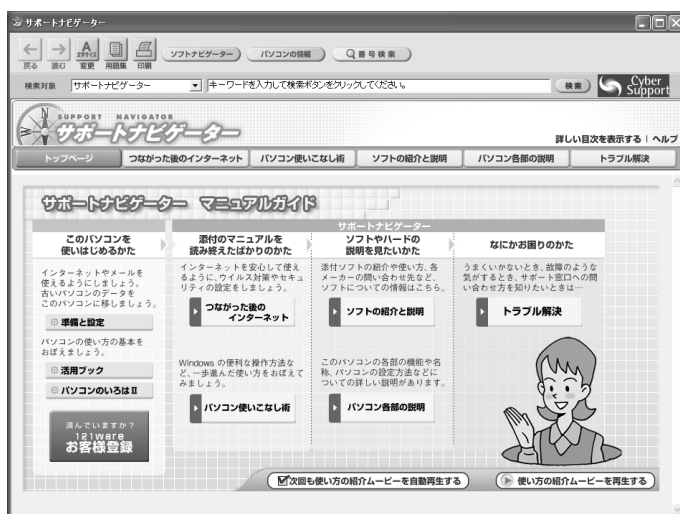 サポートナビゲーター
戻る 進む 文字サイズ 変更 用語集 印刷 ソフトナビゲーター パソコンの情報 番号検索
検索対象 サポートナビゲーター キーワードを入力して検索ボタンをクリックしてください。 検索 Cyber Support
SUPPORT NAVIGATOR
サポートナビゲーター
詳しい目次を表示する | ヘルプ
トップページ つながった後のインターネット パソコン使いこなし術 ソフトの紹介と説明 パソコン各部の説明 トラブル解決
サポートナビゲーター マニュアルガイド
サポートナビゲーター
このパソコンを
使いはじめるかた
インターネットやメールを
使えるようにしましょう。
古いパソコンのデータを
このパソコンに移しましょう。
準備と設定
パソコンの使い方の基本を
おぼえましょう。
活用ブック
パソコンのいろはⅡ
済んでいますか?
121ware
お客様登録
添付のマニュアルを
読み終えたばかりのかた
インターネットを安心して使え
るように、ウイルス対策やセキュ
リティの設定をしましょう。
つながった後の
インターネット
Windows の便利な操作方法な
ど、一歩進んだ使い方をおぼえて
みましょう。
パソコン使いこなし術
ソフトやハードの
説明を見たいかた
添付ソフトの紹介や使い方、各
メーカーの問い合わせ先など、
ソフトについての情報はこちら。
ソフトの紹介と説明
このパソコンの各部の機能や名
称、パソコンの設定方法などに
ついての詳しい説明があります。
パソコン各部の説明
なにかお困りのかた
うまくいかないとき、故障のような
気がするとき、サポート窓口への問
い合わせ方を知りたいときは…
トラブル解決
次回も使い方の紹介ムービーを自動再生する
使い方の紹介ムービーを再生する